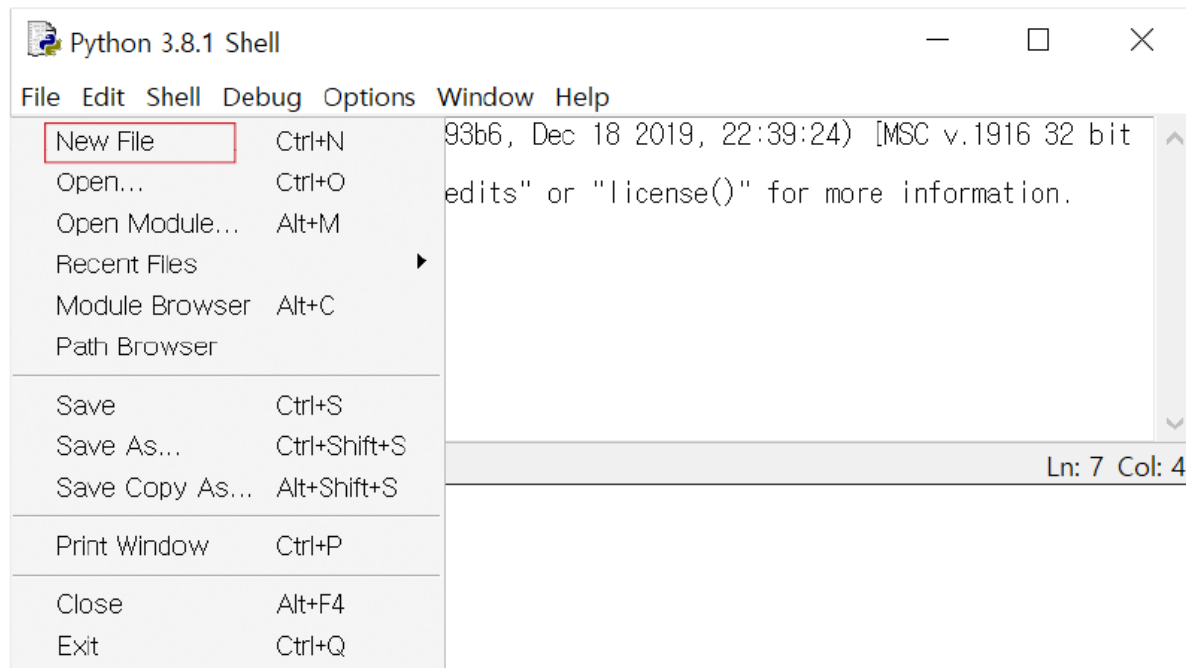 Python 3.8.1 Shell
File Edit Shell Debug Options Window Help
New File Ctrl+N
93b6, Dec 18 2019, 22:39:24) [MSC v.1916 32 bit
Open... Ctrl+O
edits" or "license()" for more information.
Open Module... Alt+M
Recent Files
Module Browser Alt+C
Path Browser
Save Ctrl+S
Save As... Ctrl+Shift+S
Save Copy As... Alt+Shift+S
Ln: 7 Col: 4
Print Window Ctrl+P
Close Alt+F4
Exit Ctrl+Q